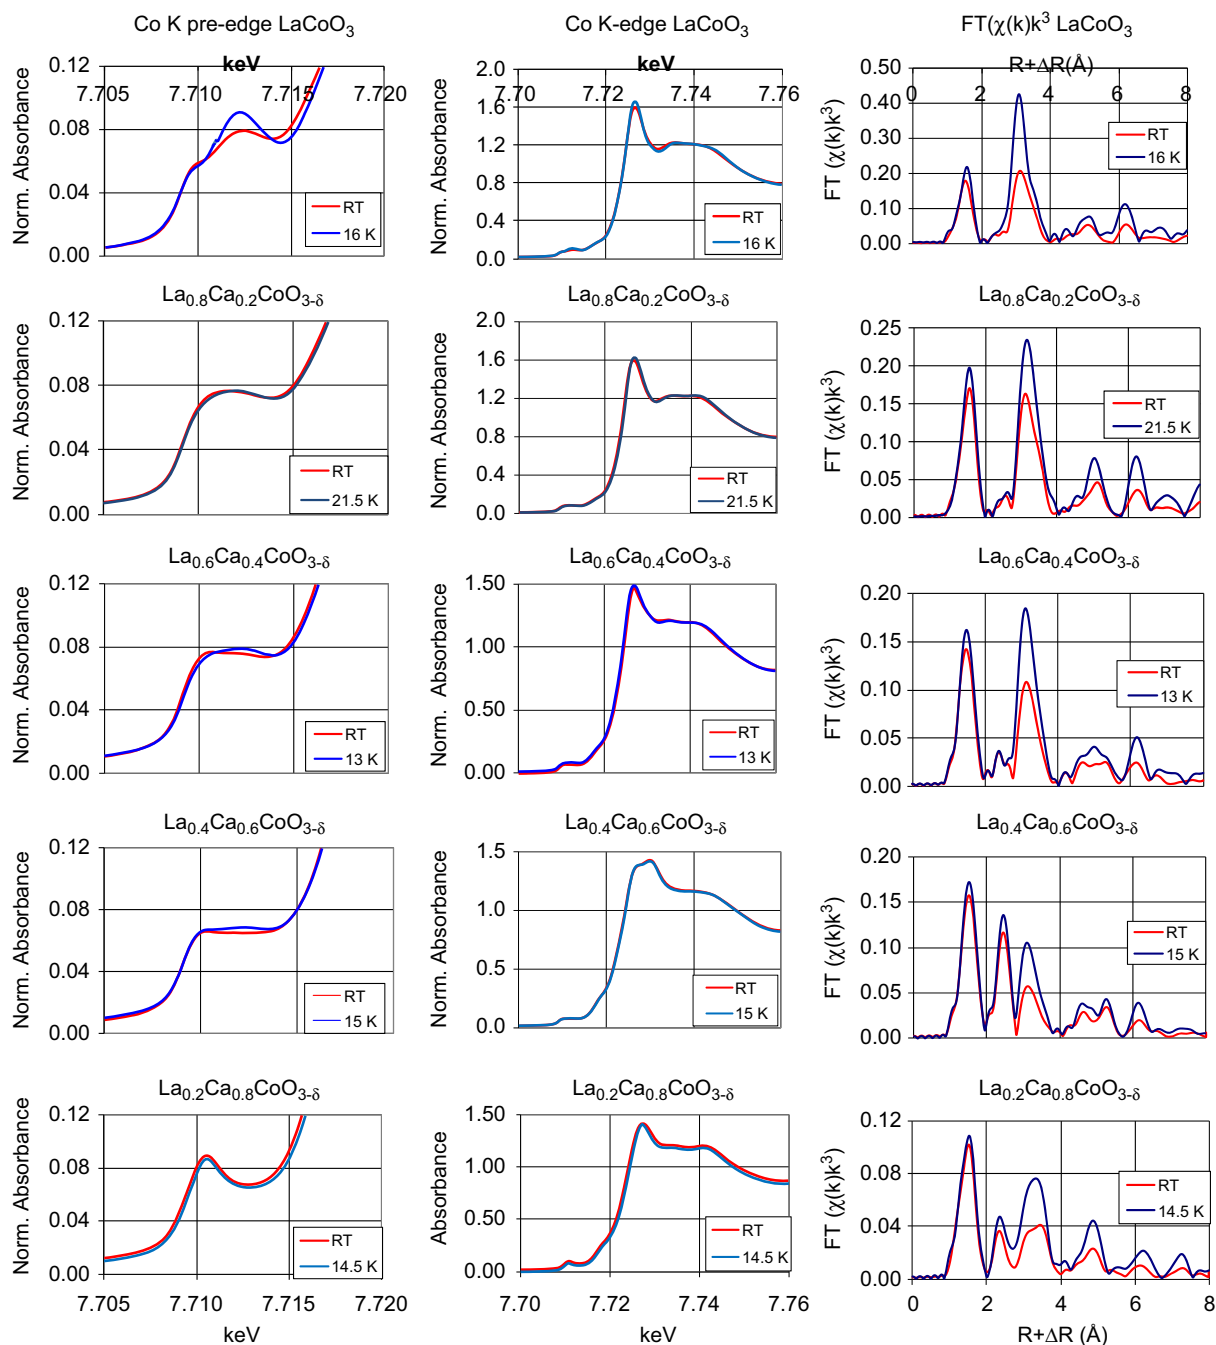 Co K pre-edge LaCoO3
keV
7.705 7.710 7.715 7.720
0.12
0.08
0.04
0.00
Norm. Absorbance
RT
16 K
Co K-edge LaCoO3
keV
7.70 7.72 7.74 7.76
2.0
1.6
1.2
0.8
0.4
0.0
Norm. Absorbance
RT
16 K
FT(χ(k)k3 LaCoO3
R+ΔR(Å)
0 2 4 6 8
0.50
0.40
0.30
0.20
0.10
0.00
FT (χ(k)k3)
RT
16 K
La0.8Ca0.2CoO3-δ
0.12
0.08
0.04
0.00
Norm. Absorbance
RT
21.5 K
La0.8Ca0.2CoO3-δ
2.0
1.6
1.2
0.8
0.4
0.0
Norm. Absorbance
RT
21.5 K
La0.8Ca0.2CoO3-δ
0.25
0.20
0.15
0.10
0.05
0.00
FT (χ(k)k3)
RT
21.5 K
La0.6Ca0.4CoO3-δ
0.12
0.08
0.04
0.00
Norm. Absorbance
RT
13 K
La0.6Ca0.4CoO3-δ
1.50
1.00
0.50
0.00
Norm. Absorbance
RT
13 K
La0.6Ca0.4CoO3-δ
0.20
0.15
0.10
0.05
0.00
FT (χ(k)k3)
RT
13 K
La0.4Ca0.6CoO3-δ
0.12
0.08
0.04
0.00
Norm. Absorbance
RT
15 K
La0.4Ca0.6CoO3-δ
1.5
1.0
0.5
0.0
Norm. Absorbance
RT
15 K
La0.4Ca0.6CoO3-δ
0.20
0.15
0.10
0.05
0.00
FT (χ(k)k3)
RT
15 K
La0.2Ca0.8CoO3-δ
0.12
0.08
0.04
0.00
Norm. Absorbance
RT
14.5 K
7.705 7.710 7.715 7.720
keV
La0.2Ca0.8CoO3-δ
1.50
1.00
0.50
0.00
Absorbance
RT
14.5 K
7.70 7.72 7.74 7.76
keV
La0.2Ca0.8CoO3-δ
0.12
0.08
0.04
0.00
FT (χ(k)k3)
RT
14.5 K
0 2 4 6 8
R+ΔR (Å)